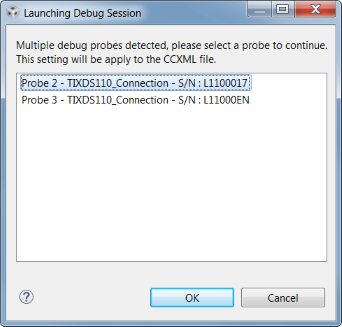 Launching Debug Session
Multiple debug probes detected, please select a probe to continue.
This setting will be apply to the CCXML file.
Probe 2 - TIXDS110_Connection - S/N : L1100017
Probe 3 - TIXDS110_Connection - S/N : L11000EN
?
OK
Cancel